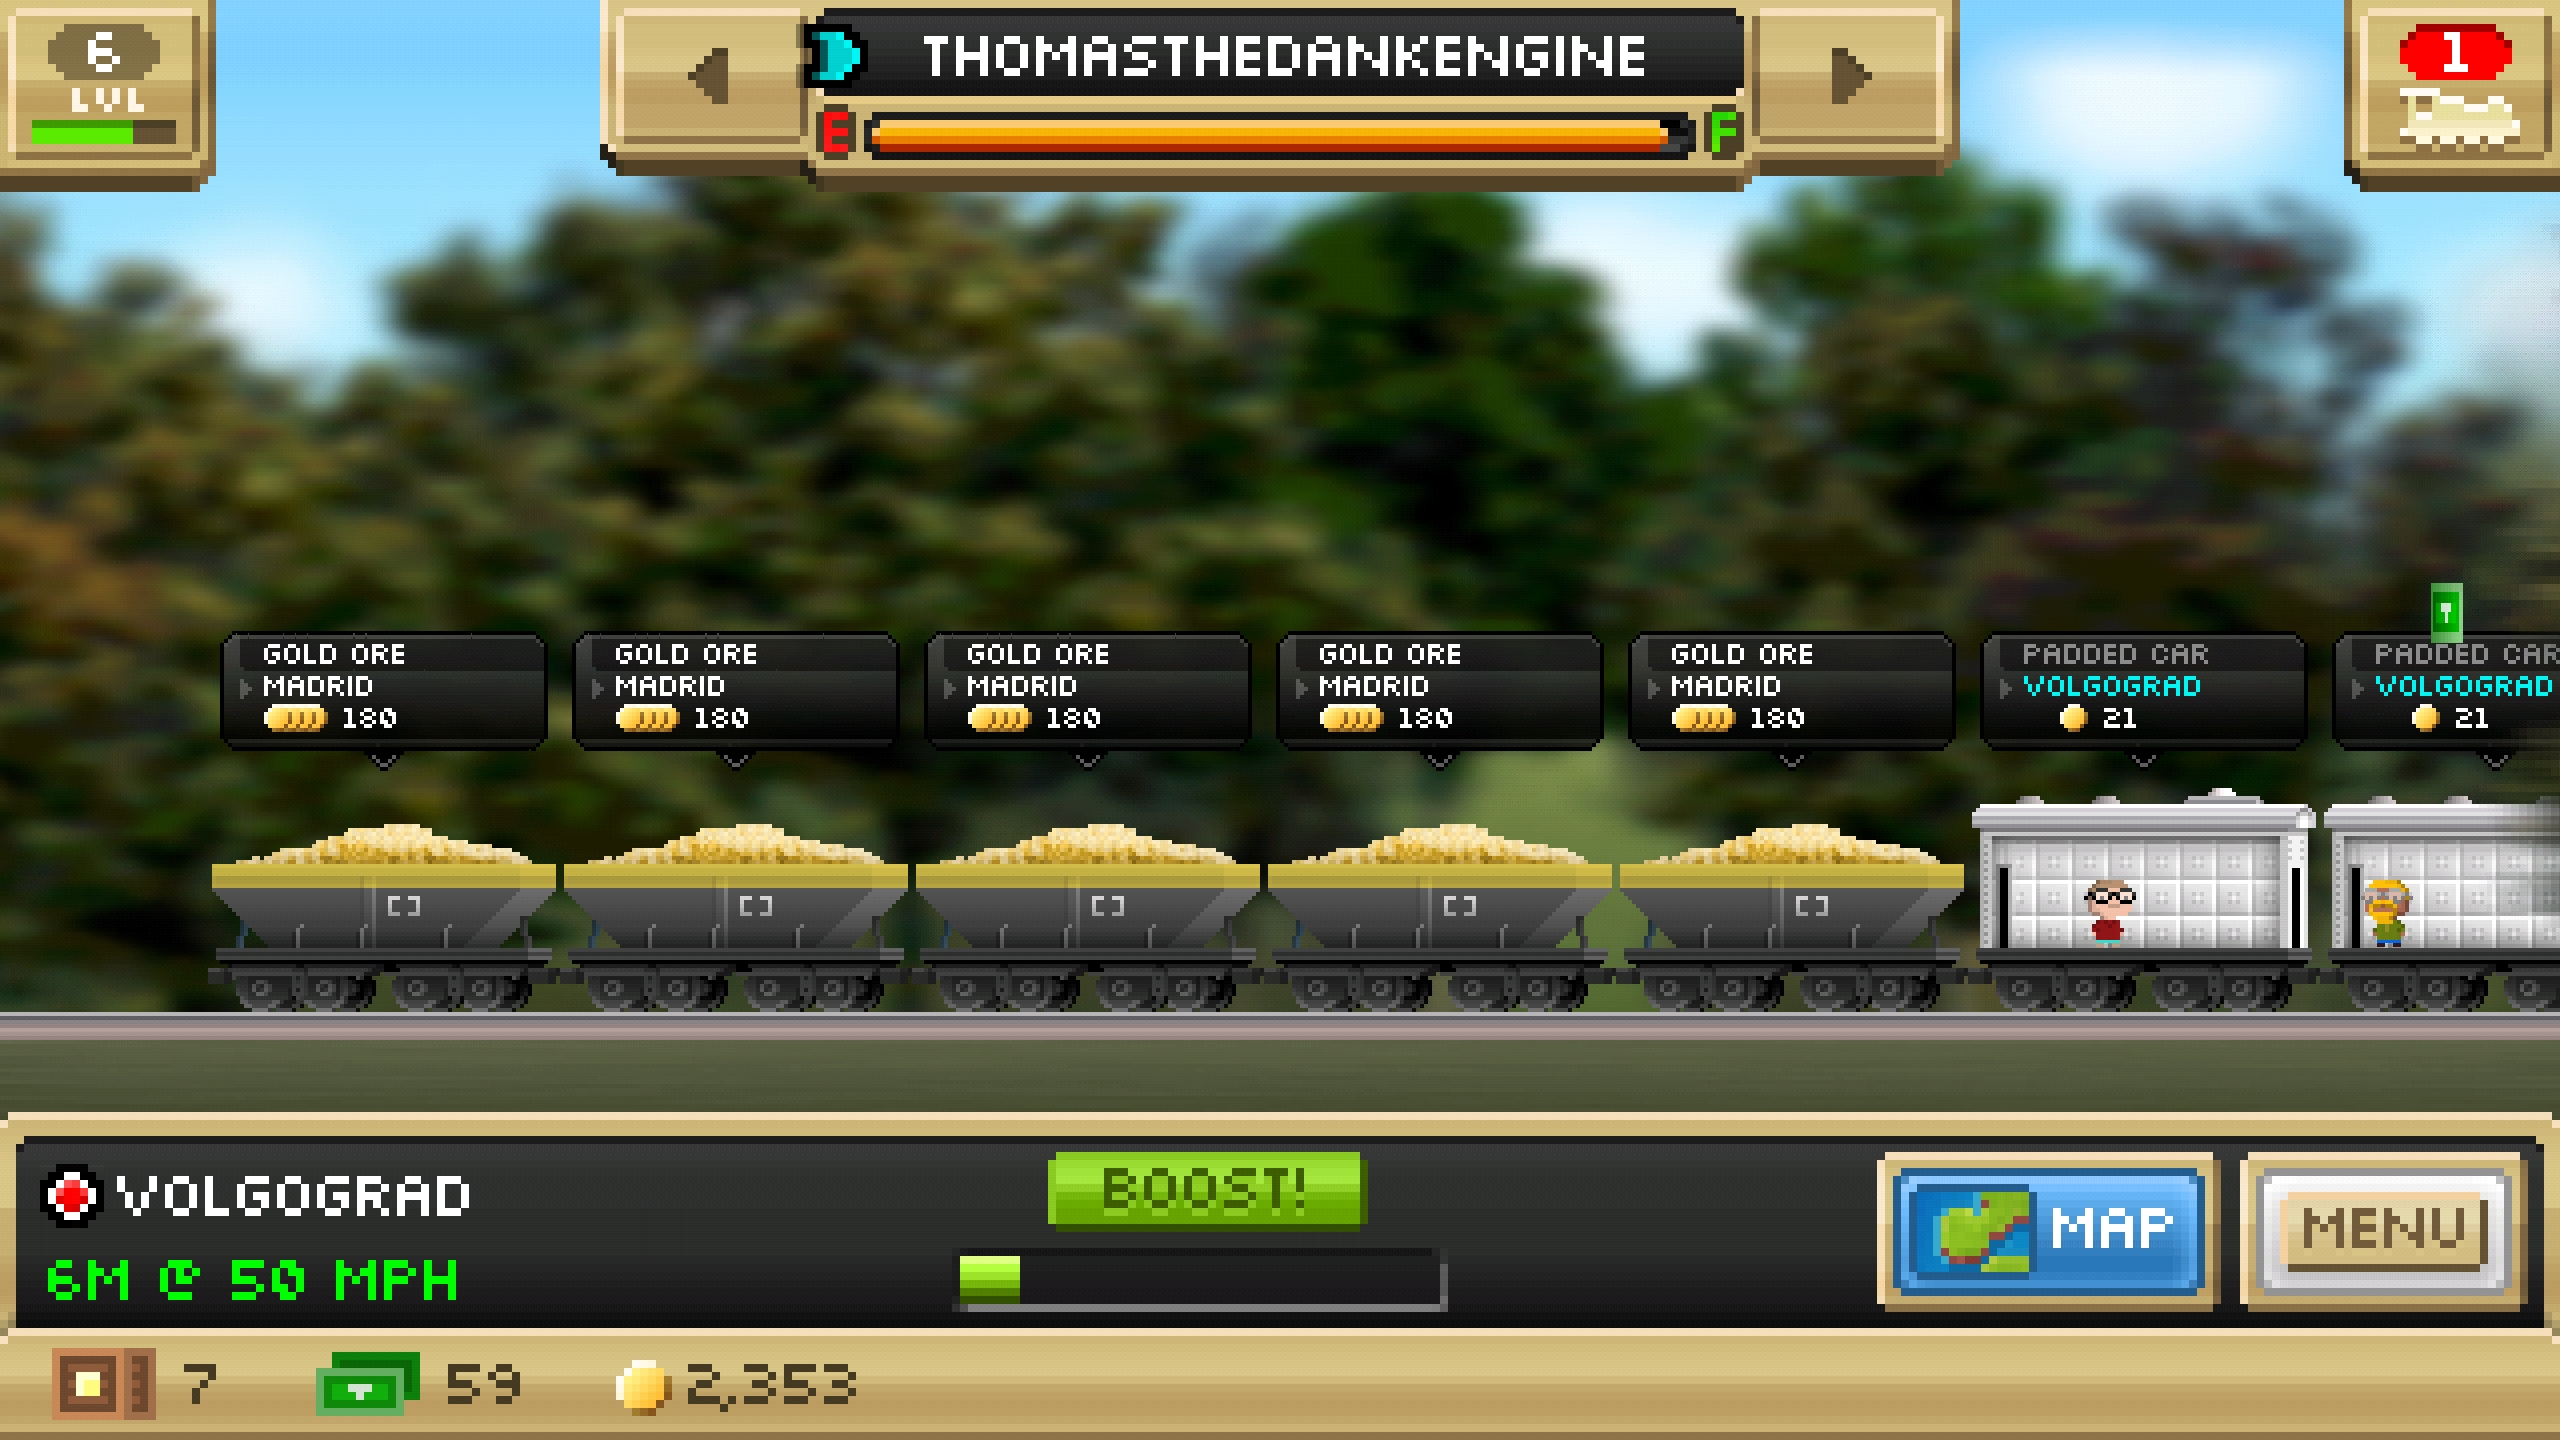 6
LVL
THOMASTHEDANKENGINE
E
F
1
GOLD ORE
MADRID
180
GOLD ORE
MADRID
180
GOLD ORE
MADRID
180
GOLD ORE
MADRID
180
GOLD ORE
MADRID
180
PADDED CAR
VOLGOGRAD
21
PADDED CAR
VOLGOGRAD
21
VOLGOGRAD
6M @ 50 MPH
BOOST!
MAP
MENU
7
59
2,353